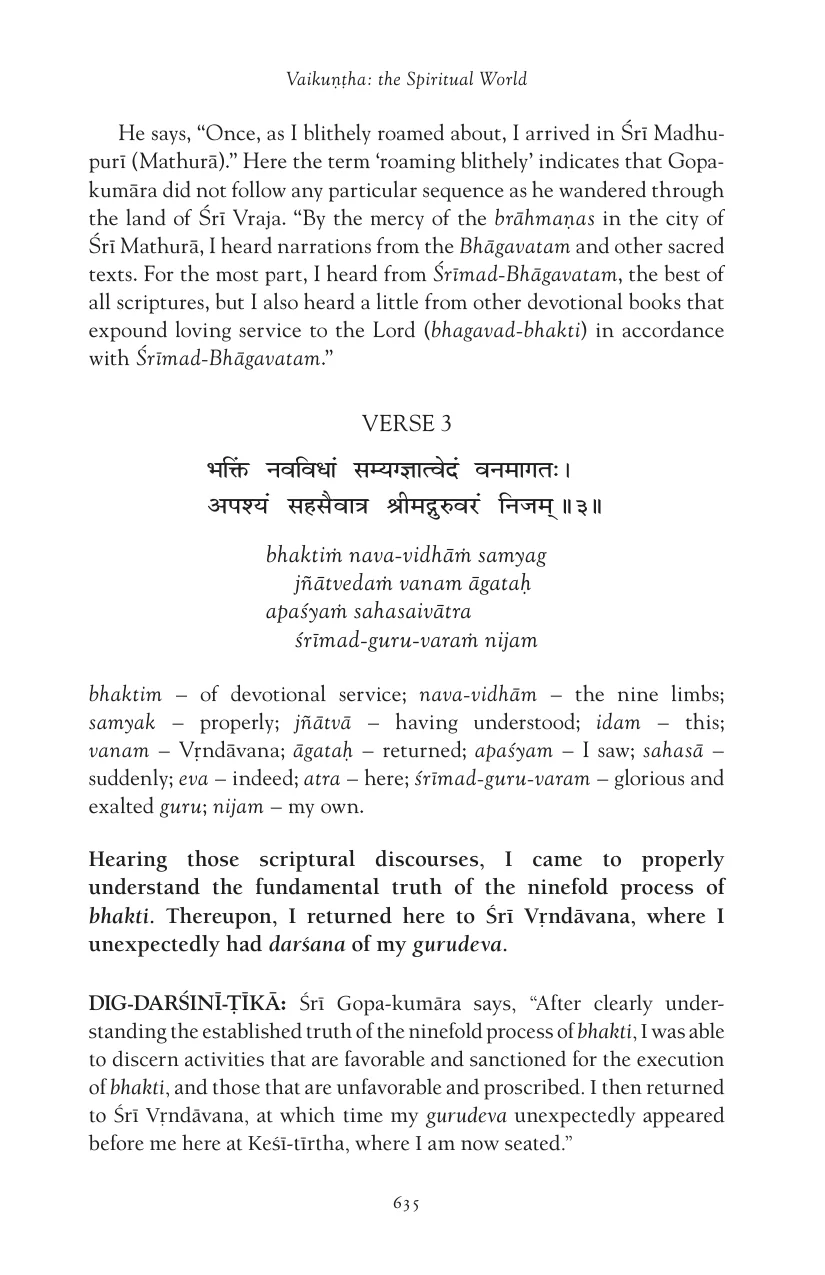 Vaikuṇṭha: the Spiritual World
He says, “Once, as I blithely roamed about, I arrived in Śrī Madhu-
purī (Mathurā).” Here the term ‘roaming blithely’ indicates that Gopa-
kumāra did not follow any particular sequence as he wandered through
the land of Śrī Vraja. “By the mercy of the brāhmaṇas in the city of
Śrī Mathurā, I heard narrations from the Bhāgavatam and other sacred
texts. For the most part, I heard from Śrīmad-Bhāgavatam, the best of
all scriptures, but I also heard a little from other devotional books that
expound loving service to the Lord (bhagavad-bhakti) in accordance
with Śrīmad-Bhāgavatam.”
VERSE 3
भक्तिं नवविधां सम्यग्ज्ञात्वेदं वनमागतः।
अपश्यं सहसैवात्र श्रीमद्गुरुवरं निजम्॥३॥
bhaktiṁ nava-vidhāṁ samyag
jñātvedaṁ vanam āgataḥ
apaśyaṁ sahasaivātra
śrīmad-guru-varaṁ nijam
bhaktim – of devotional service; nava-vidhām – the nine limbs;
samyak – properly; jñātvā – having understood; idam – this;
vanam – Vṛndāvana; āgataḥ – returned; apaśyam – I saw; sahasā –
suddenly; eva – indeed; atra – here; śrīmad-guru-varam – glorious and
exalted guru; nijam – my own.
Hearing those scriptural discourses, I came to properly
understand the fundamental truth of the ninefold process of
bhakti. Thereupon, I returned here to Śrī Vṛndāvana, where I
unexpectedly had darśana of my gurudeva.
DIG-DARŚINĪ-ṬĪKĀ: Śrī Gopa-kumāra says, “After clearly under-
standing the established truth of the ninefold process of bhakti, I was able
to discern activities that are favorable and sanctioned for the execution
of bhakti, and those that are unfavorable and proscribed. I then returned
to Śrī Vṛndāvana, at which time my gurudeva unexpectedly appeared
before me here at Keśī-tīrtha, where I am now seated.”
635